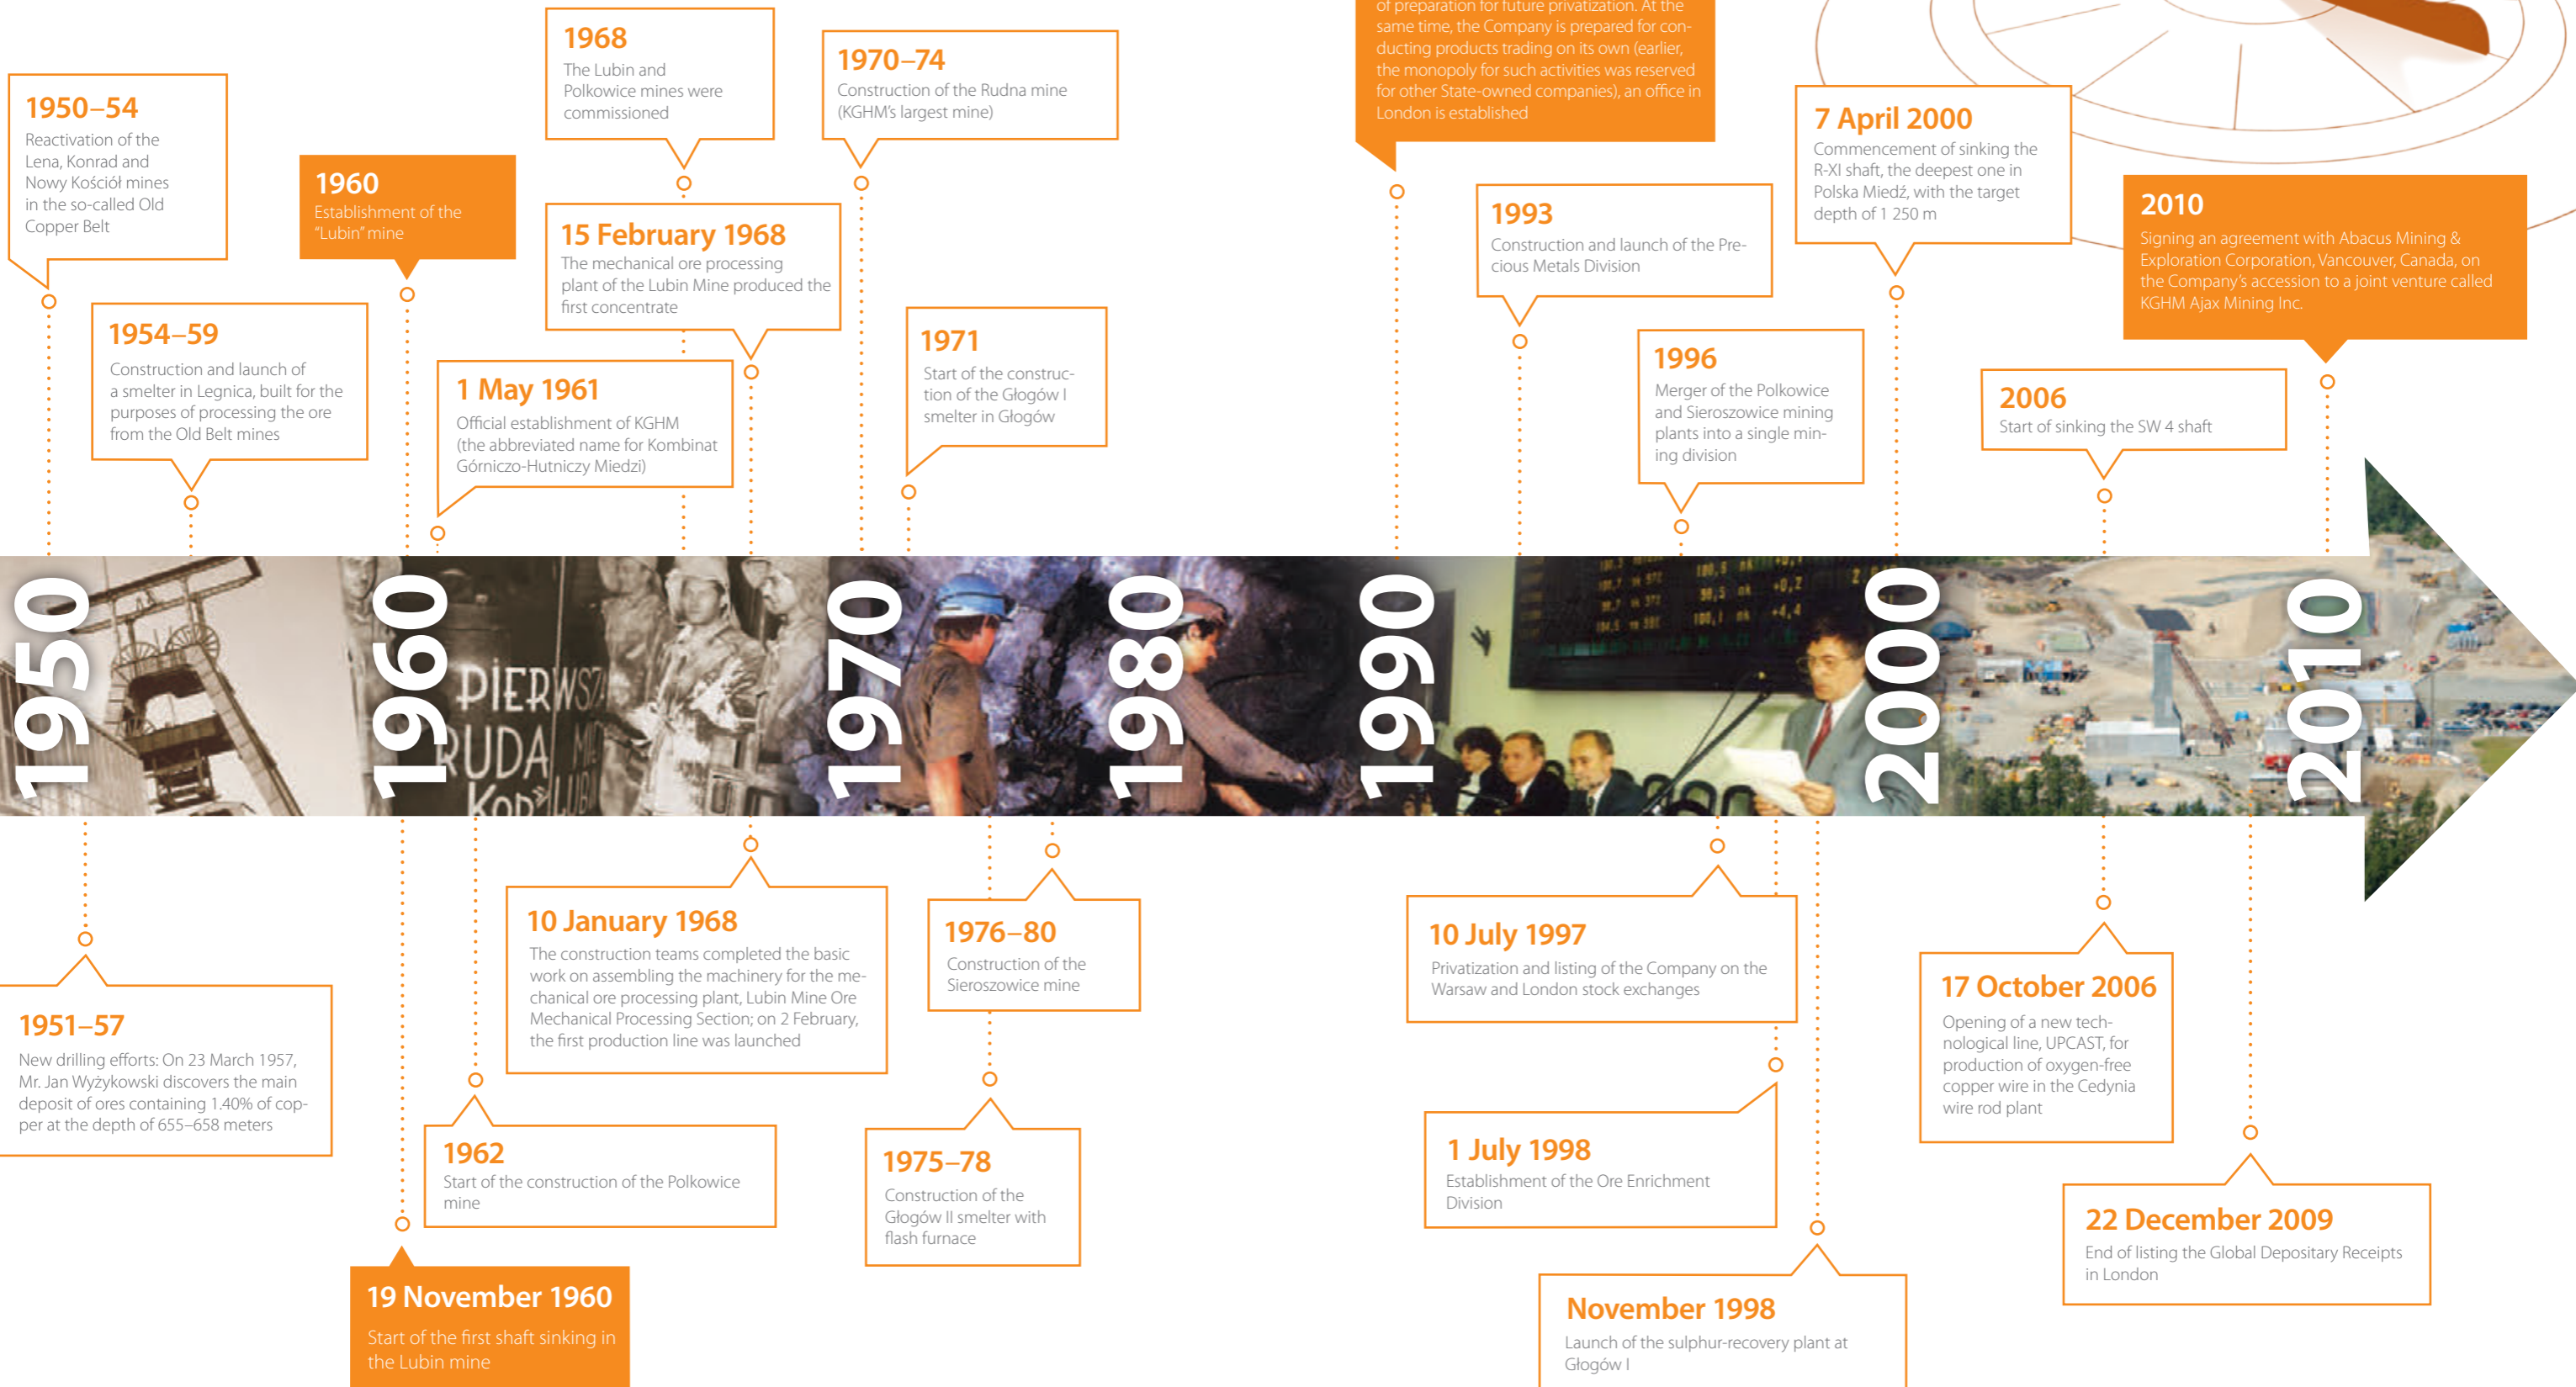 1950–54
Reactivation of the
Lena, Konrad and
Nowy Kościół mines
in the so-called Old
Copper Belt
1954–59
Construction and launch of
a smelter in Legnica, built for the
purposes of processing the ore
from the Old Belt mines
1960
Establishment of the
"Lubin" mine
1 May 1961
Official establishment of KGHM
(the abbreviated name for Kombinat
Górniczo-Hutniczy Miedzi)
1968
The Lubin and
Polkowice mines were
commissioned
15 February 1968
The mechanical ore processing
plant of the Lubin Mine produced the
first concentrate
1970–74
Construction of the Rudna mine
(KGHM's largest mine)
1971
Start of the construc-
tion of the Głogów I
smelter in Głogów
of preparation for future privatization. At the
same time, the Company is prepared for con-
ducting products trading on its own (earlier,
the monopoly for such activities was reserved
for other State-owned companies), an office in
London is established
1993
Construction and launch of the Pre-
cious Metals Division
1996
Merger of the Polkowice
and Sieroszowice mining
plants into a single min-
ing division
7 April 2000
Commencement of sinking the
R-XI shaft, the deepest one in
Polska Miedź, with the target
depth of 1 250 m
2006
Start of sinking the SW 4 shaft
2010
Signing an agreement with Abacus Mining &
Exploration Corporation, Vancouver, Canada, on
the Company's accession to a joint venture called
KGHM Ajax Mining Inc.
1950
1960
PIERWSZ
RUDA
KOP
LUB
1970
1980
1990
100,5
+0,2
98,5
+4,4
100,1
2000
2010
1951–57
New drilling efforts: On 23 March 1957,
Mr. Jan Wyżykowski discovers the main
deposit of ores containing 1.40% of cop-
per at the depth of 655–658 meters
19 November 1960
Start of the first shaft sinking in
the Lubin mine
1962
Start of the construction of the Polkowice
mine
10 January 1968
The construction teams completed the basic
work on assembling the machinery for the me-
chanical ore processing plant, Lubin Mine Ore
Mechanical Processing Section; on 2 February,
the first production line was launched
1976–80
Construction of the
Sieroszowice mine
1975–78
Construction of the
Głogów II smelter with
flash furnace
10 July 1997
Privatization and listing of the Company on the
Warsaw and London stock exchanges
1 July 1998
Establishment of the Ore Enrichment
Division
November 1998
Launch of the sulphur-recovery plant at
Głogów I
17 October 2006
Opening of a new tech-
nological line, UPCAST, for
production of oxygen-free
copper wire in the Cedynia
wire rod plant
22 December 2009
End of listing the Global Depositary Receipts
in London